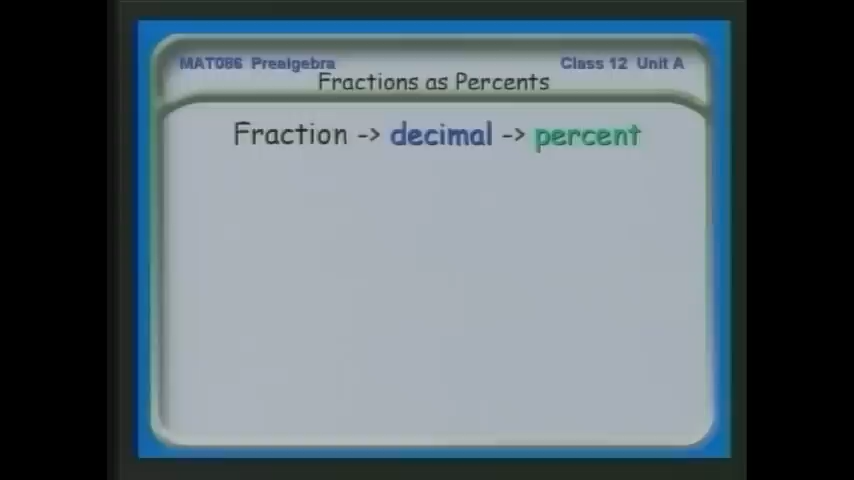 MAT086 Prealgebra Class 12 Unit A
Fractions as Percents
Fraction -> decimal -> percent